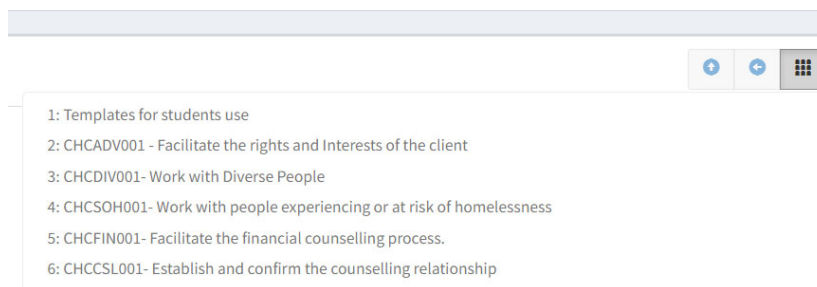 1: Templates for students use
2: CHCADV001 - Facilitate the rights and Interests of the client
3: CHCDIV001- Work with Diverse People
4: CHCSOH001- Work with people experiencing or at risk of homelessness
5: CHCFIN001- Facilitate the financial counselling process.
6: CHCCSL001- Establish and confirm the counselling relationship